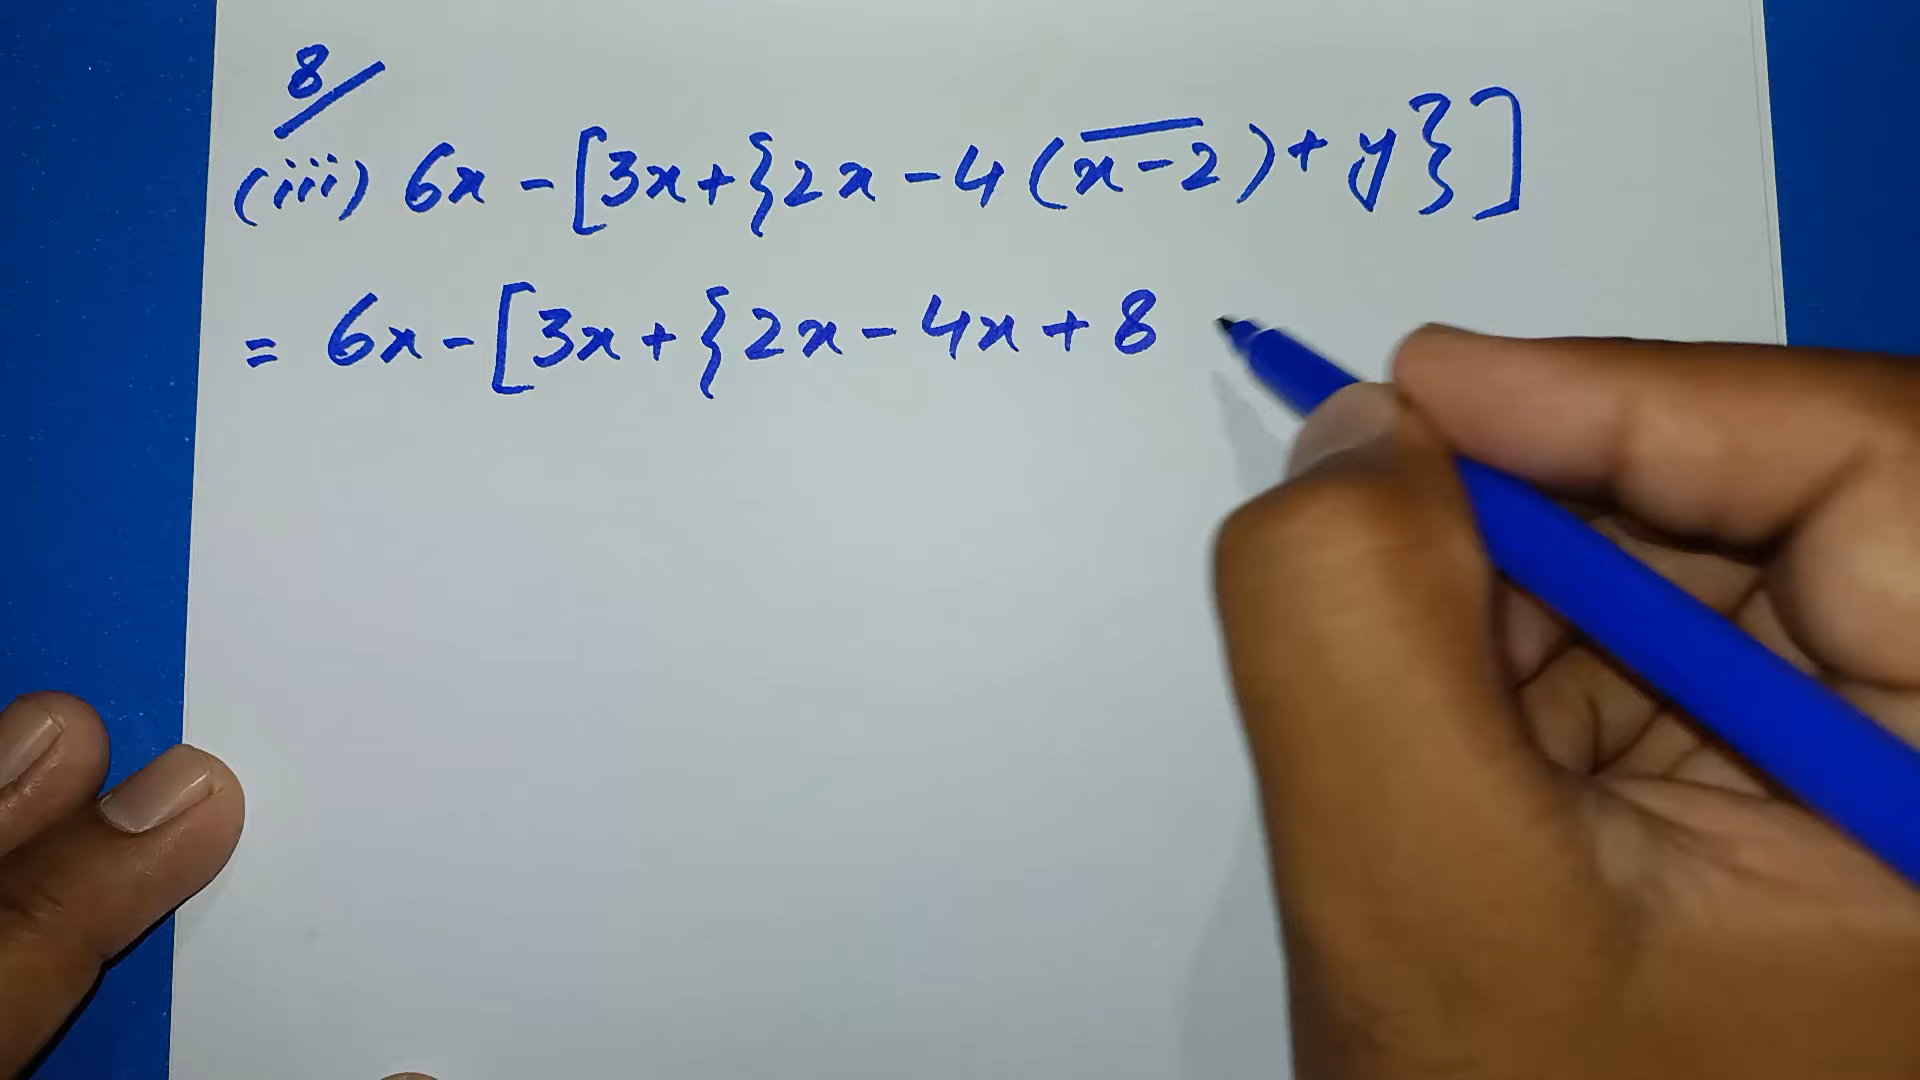 8/
(iii) 6x - [3x + {2x - 4(x̅ ̅-̅ ̅2̅) + y}]
= 6x - [3x + {2x - 4x + 8